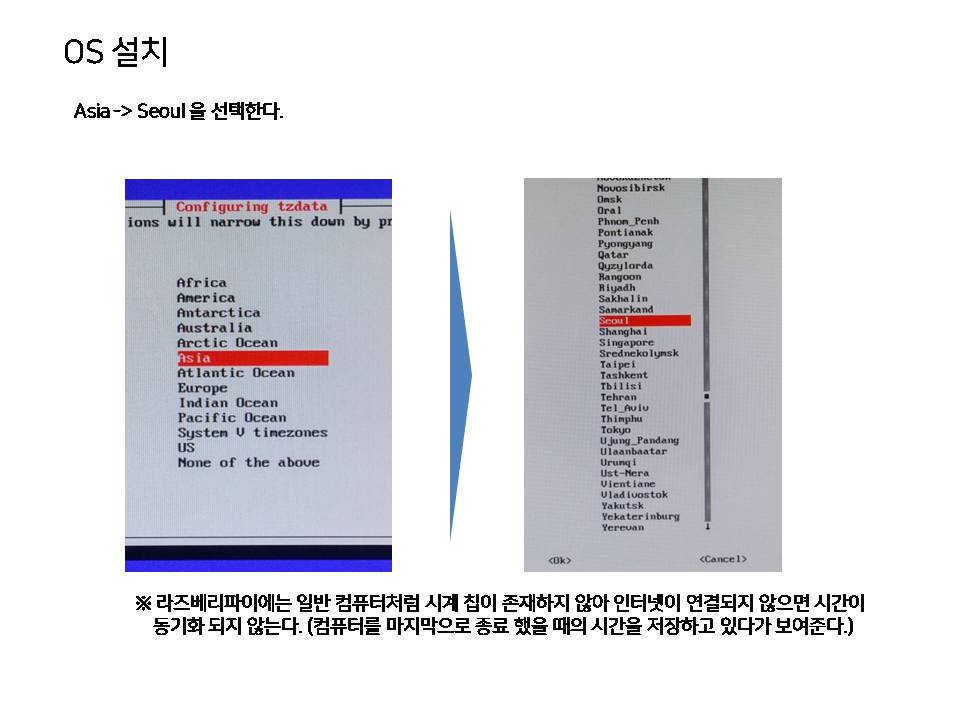 OS 설치
Asia -> Seoul 을 선택한다.
Configuring tzdata
ions will narrow this down by pr
Africa
America
Antarctica
Australia
Arctic Ocean
Asia
Atlantic Ocean
Europe
Indian Ocean
Pacific Ocean
System V timezones
US
None of the above
Novosibirsk
Omsk
Oral
Phnom_Penh
Pontianak
Pyongyang
Qatar
Qyzylorda
Rangoon
Riyadh
Sakhalin
Samarkand
Seoul
Shanghai
Singapore
Srednekolymsk
Taipei
Tashkent
Tbilisi
Tehran
Tel_Aviv
Thimphu
Tokyo
Ujung_Pandang
Ulaanbaatar
Urumqi
Ust-Nera
Vientiane
Vladivostok
Yakutsk
Yekaterinburg
Yerevan
<Ok> <Cancel>
※ 라즈베리파이에는 일반 컴퓨터처럼 시계 칩이 존재하지 않아 인터넷이 연결되지 않으면 시간이
동기화 되지 않는다. (컴퓨터를 마지막으로 종료 했을 때의 시간을 저장하고 있다가 보여준다.)